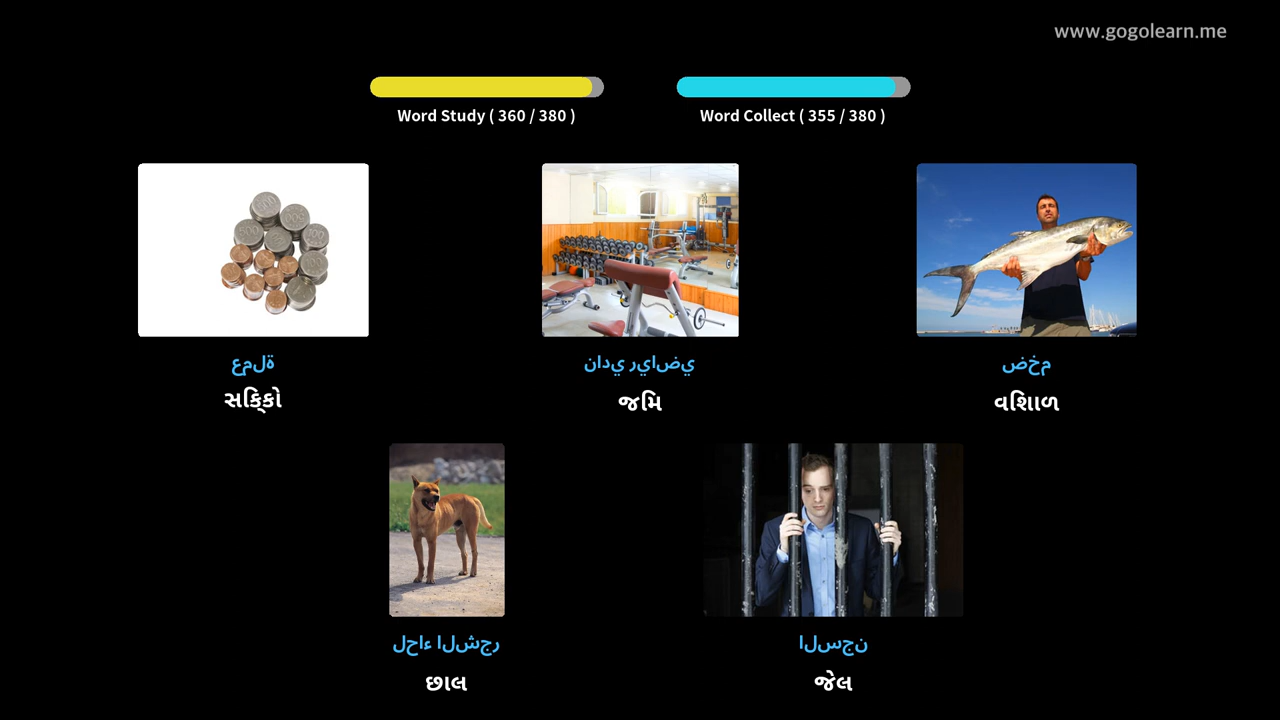 www.gogolearn.me
Word Study ( 360 / 380 )
Word Collect ( 355 / 380 )
عملة
نادي رياضي
ضخم
સિક્કો
જિમ
વિશાળ
لحاء الشجر
السجن
છાલ
જેલ